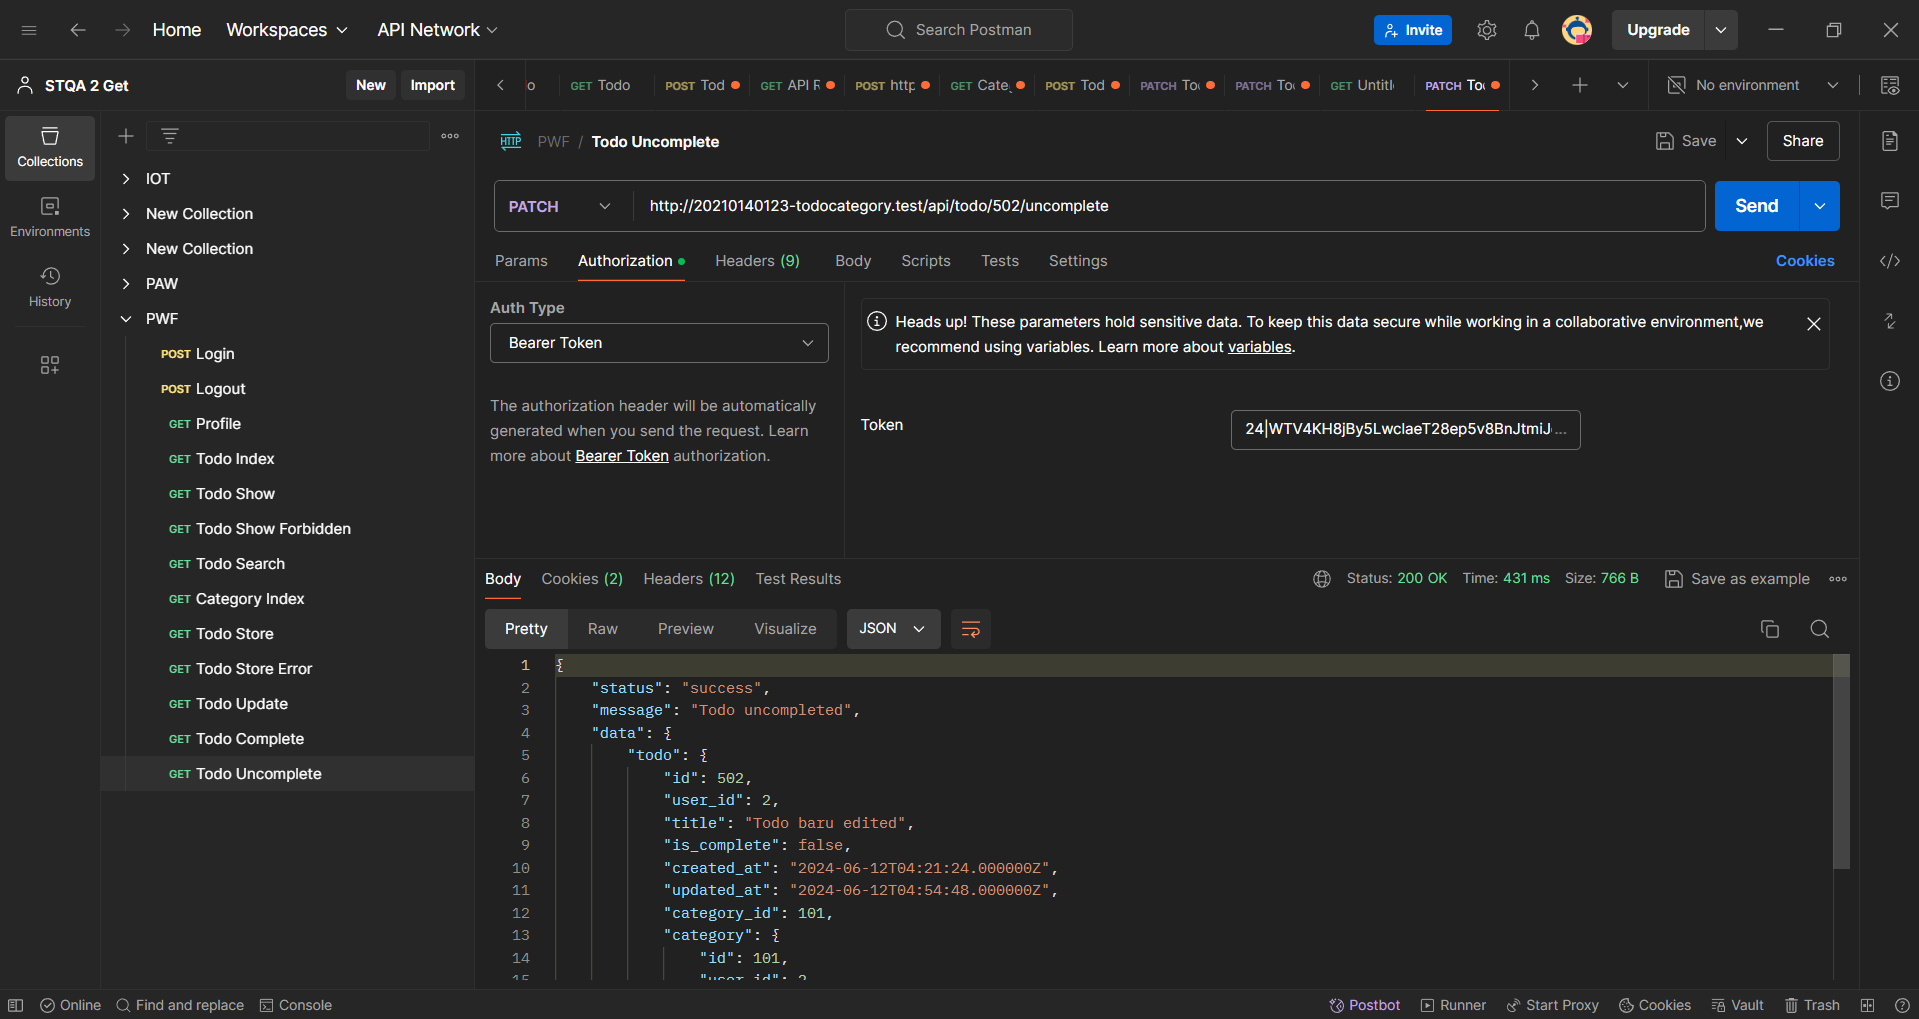 Home Workspaces API Network Search Postman Invite Upgrade
STQA 2 Get New Import
o GET Todo POST Tod GET API R POST http GET Cate POST Tod PATCH To PATCH To GET Untitl PATCH To No environment
Collections
Environments
History
IOT
New Collection
New Collection
PAW
PWF
POST Login
POST Logout
GET Profile
GET Todo Index
GET Todo Show
GET Todo Show Forbidden
GET Todo Search
GET Category Index
GET Todo Store
GET Todo Store Error
GET Todo Update
GET Todo Complete
GET Todo Uncomplete
HTTP PWF / Todo Uncomplete Save Share
PATCH http://20210140123-todocategory.test/api/todo/502/uncomplete Send
Params Authorization Headers (9) Body Scripts Tests Settings Cookies
Auth Type
Bearer Token
The authorization header will be automatically
generated when you send the request. Learn
more about Bearer Token authorization.
Heads up! These parameters hold sensitive data. To keep this data secure while working in a collaborative environment,we
recommend using variables. Learn more about variables.
Token 24|WTV4KH8jBy5LwclaeT28ep5v8BnJtmiJ...
Body Cookies (2) Headers (12) Test Results Status: 200 OK Time: 431 ms Size: 766 B Save as example
Pretty Raw Preview Visualize JSON
1 {
2 "status": "success",
3 "message": "Todo uncompleted",
4 "data": {
5 "todo": {
6 "id": 502,
7 "user_id": 2,
8 "title": "Todo baru edited",
9 "is_complete": false,
10 "created_at": "2024-06-12T04:21:24.000000Z",
11 "updated_at": "2024-06-12T04:54:48.000000Z",
12 "category_id": 101,
13 "category": {
14 "id": 101,
15 "user_id": 2
Online Find and replace Console Postbot Runner Start Proxy Cookies Vault Trash